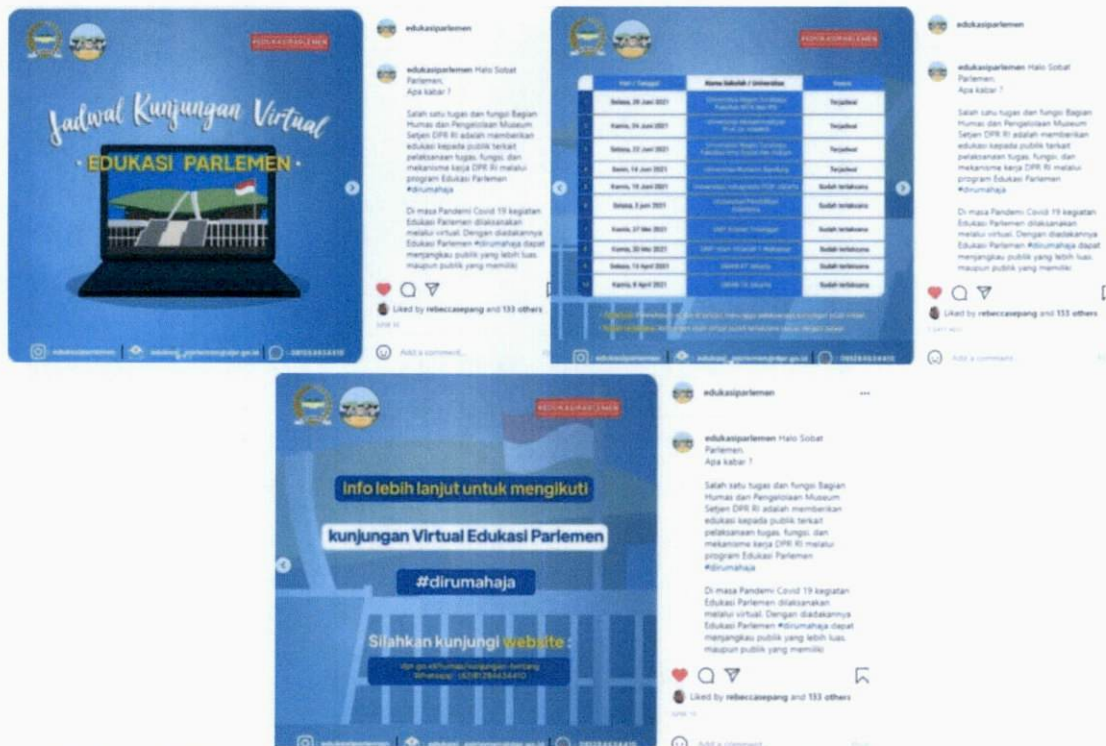 #EDUKASIPARLEMEN
Jadwal Kunjungan Virtual
• EDUKASI PARLEMEN •
edukasiparlemen
edukasiparlemen Halo Sobat
Parlemen,
Apa kabar ?
Salah satu tugas dan fungsi Bagian
Humas dan Pengelolaan Museum
Setjen DPR RI adalah memberikan
edukasi kepada publik terkait
pelaksanaan tugas, fungsi, dan
mekanisme kerja DPR RI melalui
program Edukasi Parlemen
#dirumahaja
Di masa Pandemi Covid 19 kegiatan
Edukasi Parlemen dilaksanakan
melalui virtual. Dengan diadakannya
Edukasi Parlemen #dirumahaja dapat
menjangkau publik yang lebih luas
maupun publik yang memiliki
Liked by rebeccasepang and 133 others
Add a comment...
edukasiparlemen
#EDUKASIPARLEMEN
Hari / Tanggal Nama Sekolah / Universitas
Selasa, 29 Juni 2021 Terjadwal
Kamis, 24 Juni 2021 Terjadwal
Selasa, 22 Juni 2021 Terjadwal
Senin, 14 Juni 2021 Terjadwal
Kamis, 10 Juni 2021 Sudah terlaksana
Selasa, 2 Juni 2021 Universitas Pendidikan Indonesia Sudah terlaksana
Kamis, 27 Mei 2021 Sudah terlaksana
Kamis, 20 Mei 2021 Sudah terlaksana
Selasa, 13 April 2021 Sudah terlaksana
Kamis, 8 April 2021 Sudah terlaksana
edukasiparlemen
edukasiparlemen
edukasiparlemen Halo Sobat
Parlemen,
Apa kabar ?
Salah satu tugas dan fungsi Bagian
Humas dan Pengelolaan Museum
Setjen DPR RI adalah memberikan
edukasi kepada publik terkait
pelaksanaan tugas, fungsi, dan
mekanisme kerja DPR RI melalui
program Edukasi Parlemen
#dirumahaja
Di masa Pandemi Covid 19 kegiatan
Edukasi Parlemen dilaksanakan
melalui virtual. Dengan diadakannya
Edukasi Parlemen #dirumahaja dapat
menjangkau publik yang lebih luas
maupun publik yang memiliki
Liked by rebeccasepang and 133 others
Add a comment
#EDUKASIPARLEMEN
info lebih lanjut untuk mengikuti
kunjungan Virtual Edukasi Parlemen
#dirumahaja
Silahkan kunjungi website :
edukasiparlemen
edukasiparlemen
edukasiparlemen Halo Sobat
Parlemen,
Apa kabar ?
Salah satu tugas dan fungsi Bagian
Humas dan Pengelolaan Museum
Setjen DPR RI adalah memberikan
edukasi kepada publik terkait
pelaksanaan tugas, fungsi, dan
mekanisme kerja DPR RI melalui
program Edukasi Parlemen
#dirumahaja
Di masa Pandemi Covid 19 kegiatan
Edukasi Parlemen dilaksanakan
melalui virtual. Dengan diadakannya
Edukasi Parlemen #dirumahaja dapat
menjangkau publik yang lebih luas
maupun publik yang memiliki
Liked by rebeccasepang and 133 others
Add a comment